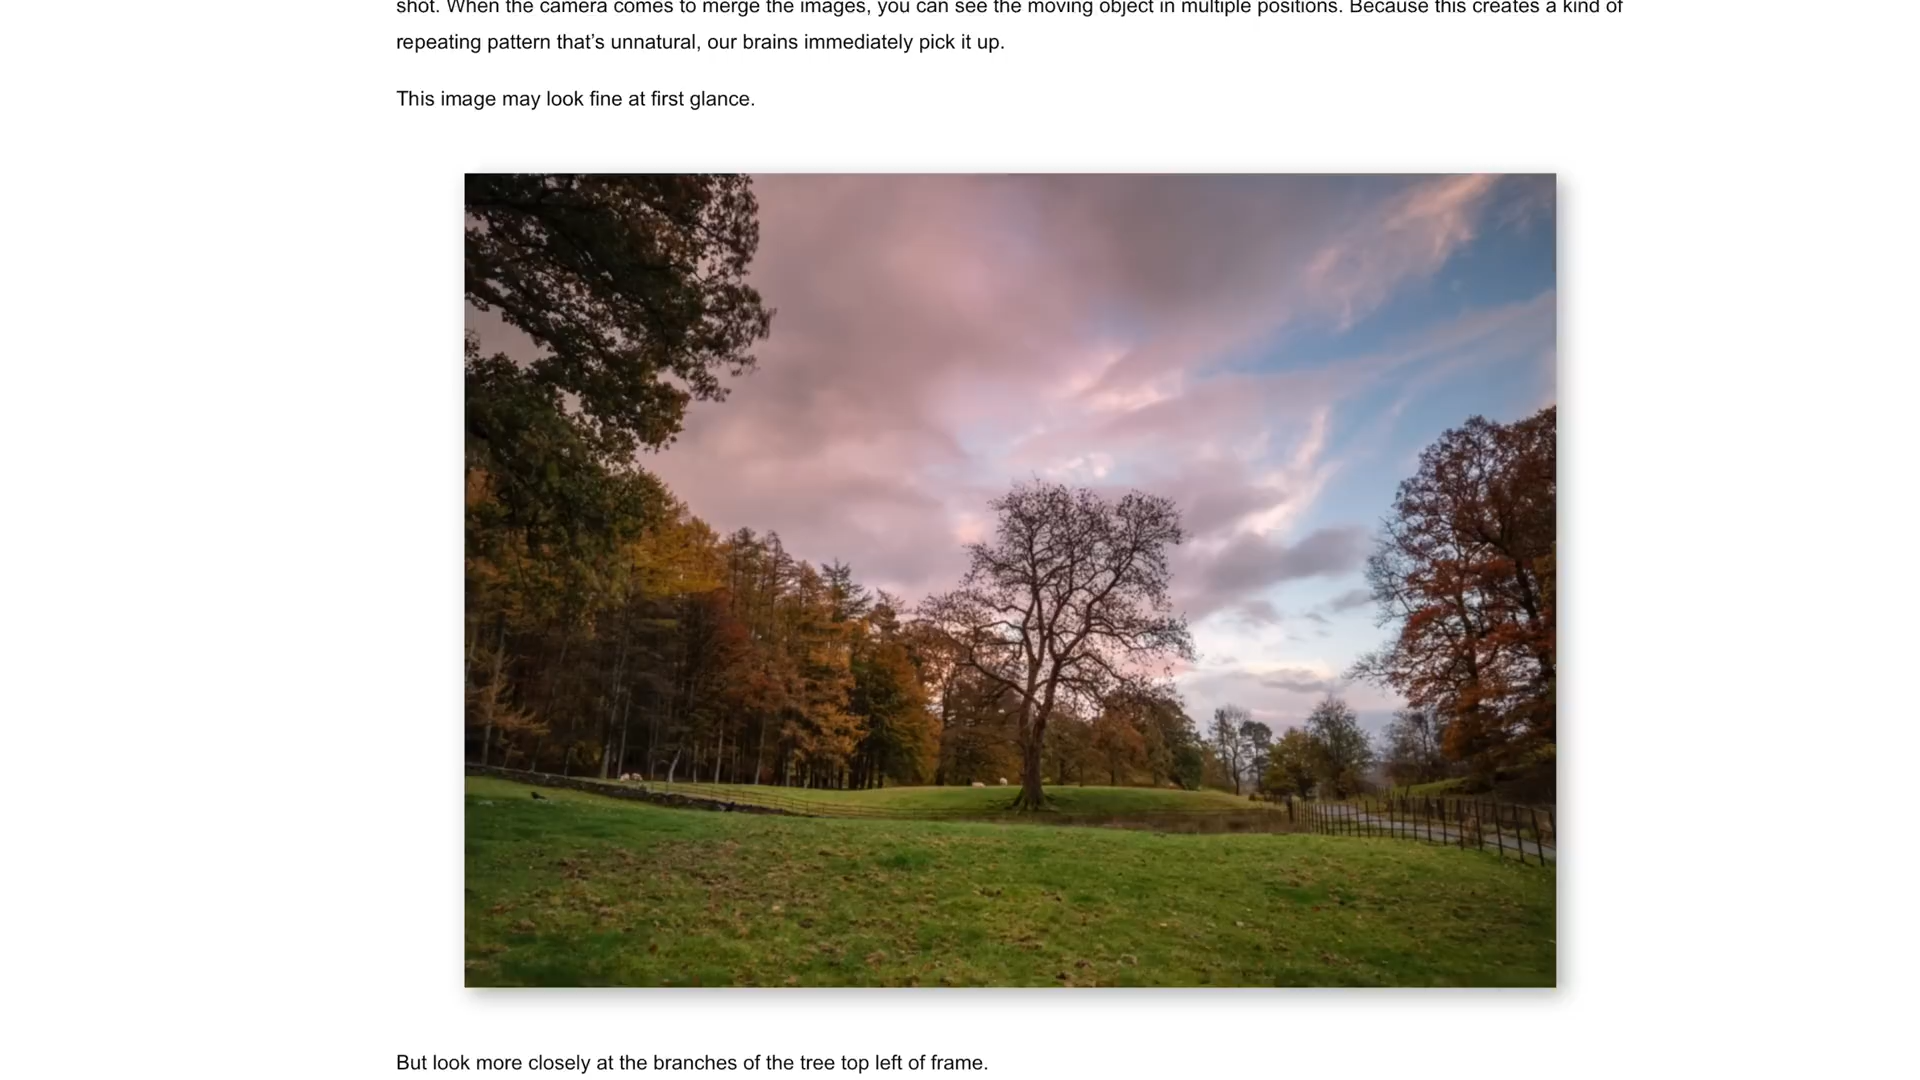 shot. When the camera comes to merge the images, you can see the moving object in multiple positions. Because this creates a kind of
repeating pattern that’s unnatural, our brains immediately pick it up.
This image may look fine at first glance.
But look more closely at the branches of the tree top left of frame.